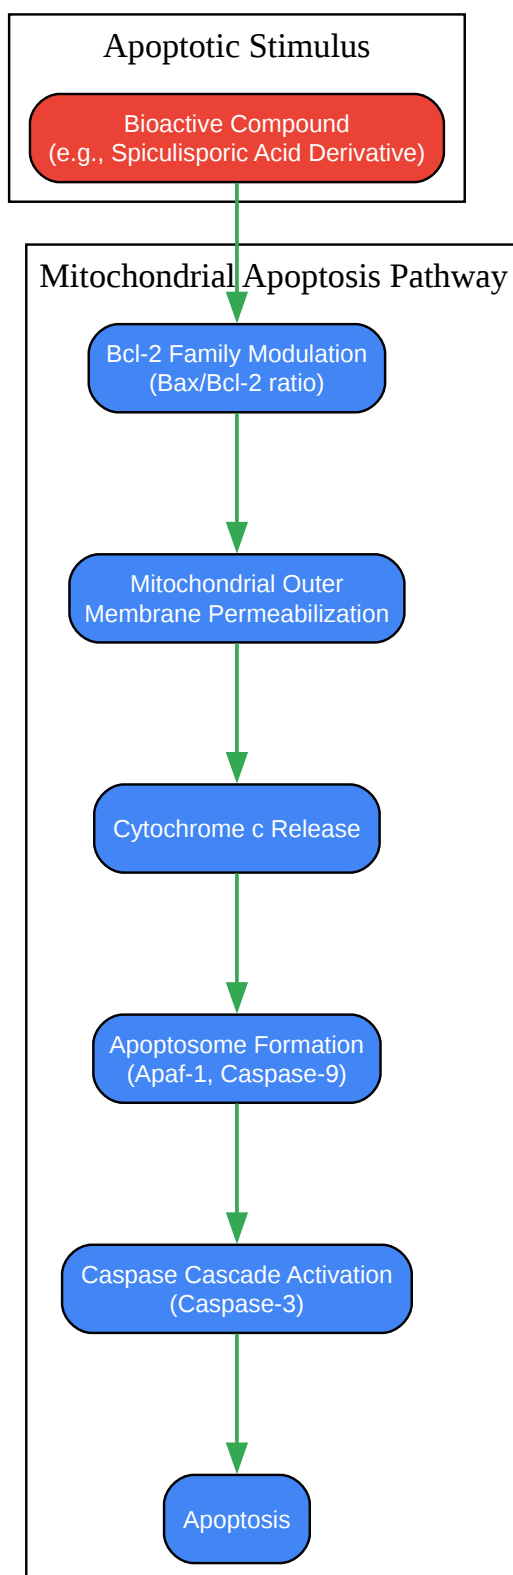 Apoptotic Stimulus
Bioactive Compound
(e.g., Spiculisporic Acid Derivative)
Mitochondrial Apoptosis Pathway
Bcl-2 Family Modulation
(Bax/Bcl-2 ratio)
Mitochondrial Outer
Membrane Permeabilization
Cytochrome c Release
Apoptosome Formation
(Apaf-1, Caspase-9)
Caspase Cascade Activation
(Caspase-3)
Apoptosis